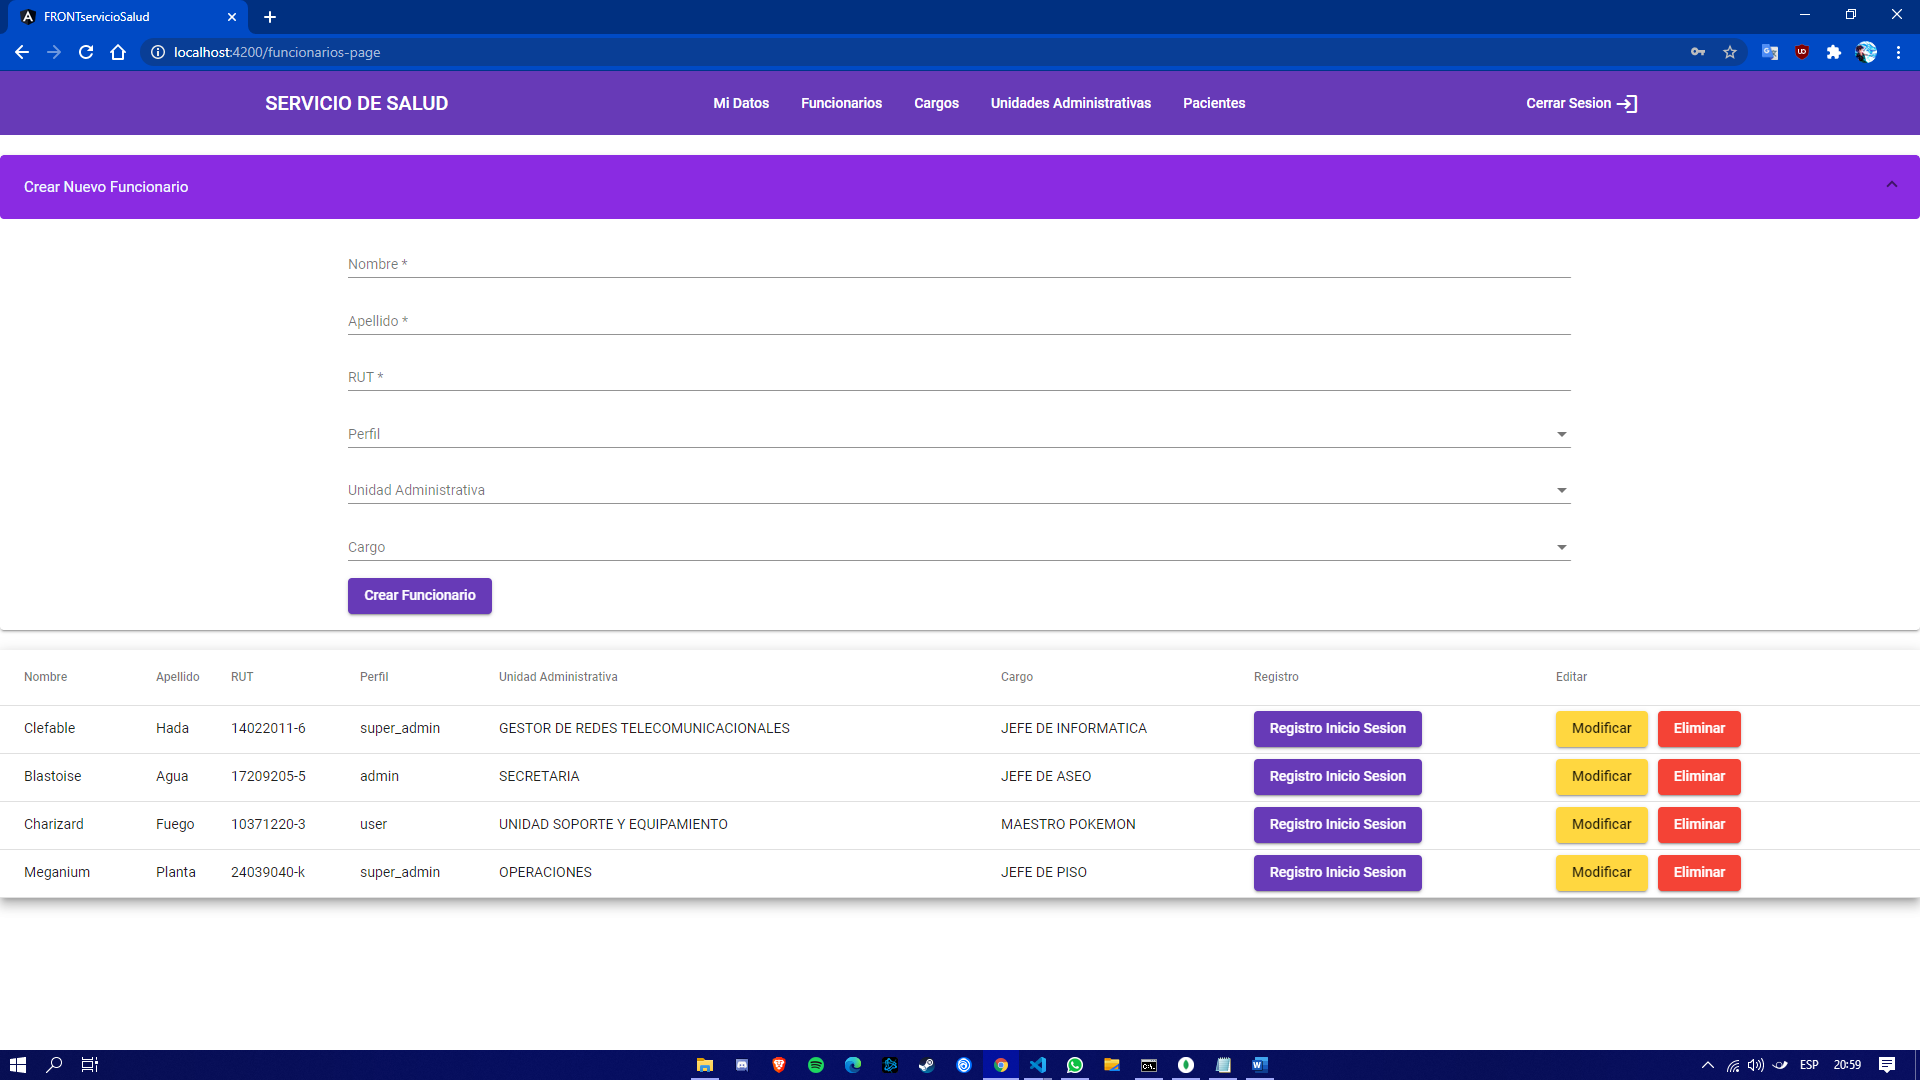 FRONTservicioSalud
localhost:4200/funcionarios-page
SERVICIO DE SALUD Mi Datos Funcionarios Cargos Unidades Administrativas Pacientes Cerrar Sesion
Crear Nuevo Funcionario
Nombre *
Apellido *
RUT *
Perfil
Unidad Administrativa
Cargo
Crear Funcionario
Nombre Apellido RUT Perfil Unidad Administrativa Cargo Registro Editar
Clefable Hada 14022011-6 super_admin GESTOR DE REDES TELECOMUNICACIONALES JEFE DE INFORMATICA Registro Inicio Sesion Modificar Eliminar
Blastoise Agua 17209205-5 admin SECRETARIA JEFE DE ASEO Registro Inicio Sesion Modificar Eliminar
Charizard Fuego 10371220-3 user UNIDAD SOPORTE Y EQUIPAMIENTO MAESTRO POKEMON Registro Inicio Sesion Modificar Eliminar
Meganium Planta 24039040-k super_admin OPERACIONES JEFE DE PISO Registro Inicio Sesion Modificar Eliminar
ESP 20:59